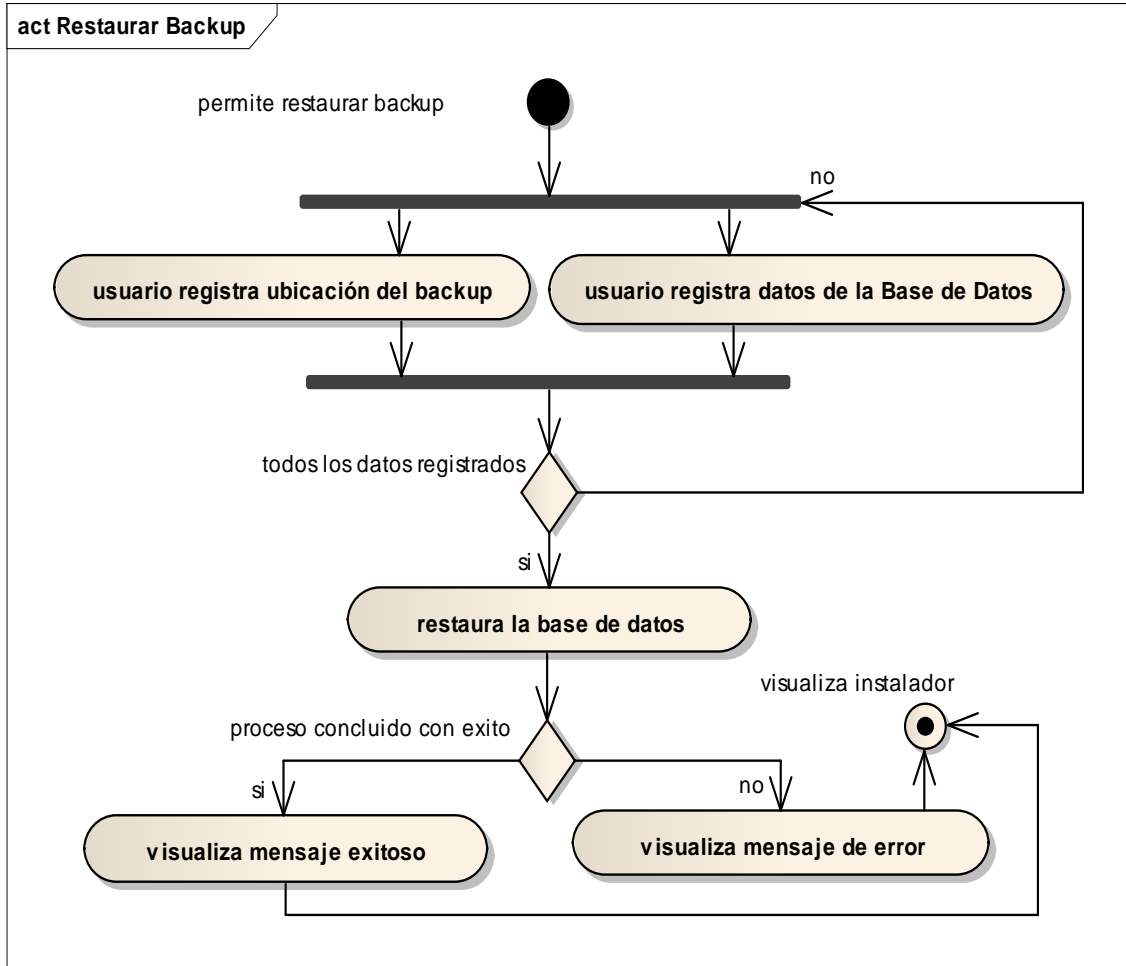 act Restaurar Backup
permite restaurar backup
no
usuario registra ubicación del backup
usuario registra datos de la Base de Datos
todos los datos registrados
si
restaura la base de datos
visualiza instalador
proceso concluido con exito
si
no
visualiza mensaje exitoso
visualiza mensaje de error